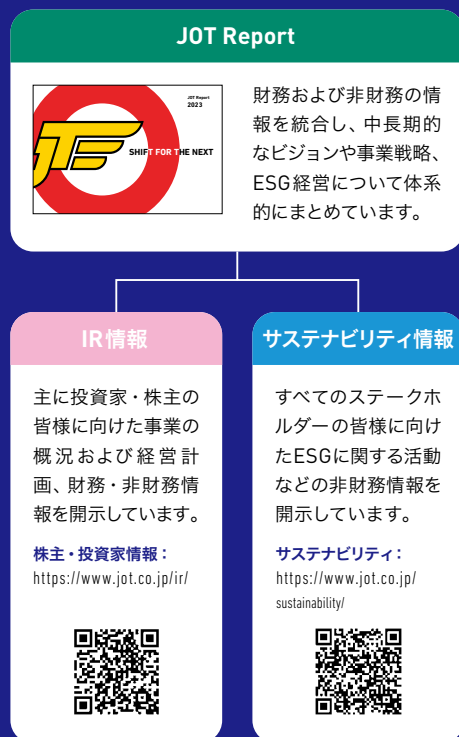 JOT Report
JOT Report
2023
SHIFT FOR THE NEXT
財務および非財務の情
報を統合し、中長期的
なビジョンや事業戦略、
ESG経営について体系
的にまとめています。
IR情報
主に投資家・株主の
皆様に向けた事業の
概況および経営計
画、財務・非財務情
報を開示しています。
株主・投資家情報：
https://www.jot.co.jp/ir/
サステナビリティ情報
すべてのステークホ
ルダーの皆様に向け
たESGに関する活動
などの非財務情報を
開示しています。
サステナビリティ：
https://www.jot.co.jp/
sustainability/